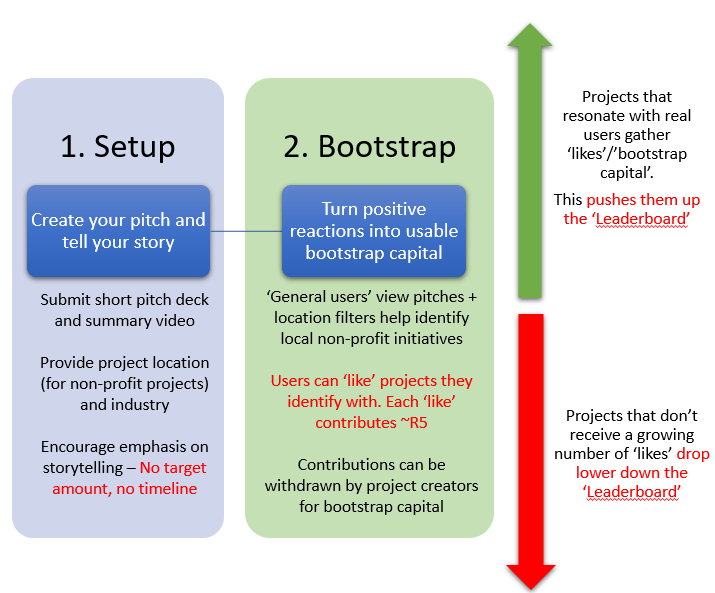 1. Setup
Create your pitch and
tell your story
Submit short pitch deck
and summary video
Provide project location
(for non-profit projects)
and industry
Encourage emphasis on
storytelling – No target
amount, no timeline
2. Bootstrap
Turn positive
reactions into usable
bootstrap capital
‘General users’ view pitches +
location filters help identify
local non-profit initiatives
Users can ‘like’ projects they
identify with. Each ‘like’
contributes ~R5
Contributions can be
withdrawn by project creators
for bootstrap capital
Projects that
resonate with real
users gather
‘likes’/’bootstrap
capital’.
This pushes them up
the ‘Leaderboard’
Projects that don’t
receive a growing
number of ‘likes’ drop
lower down the
‘Leaderboard’